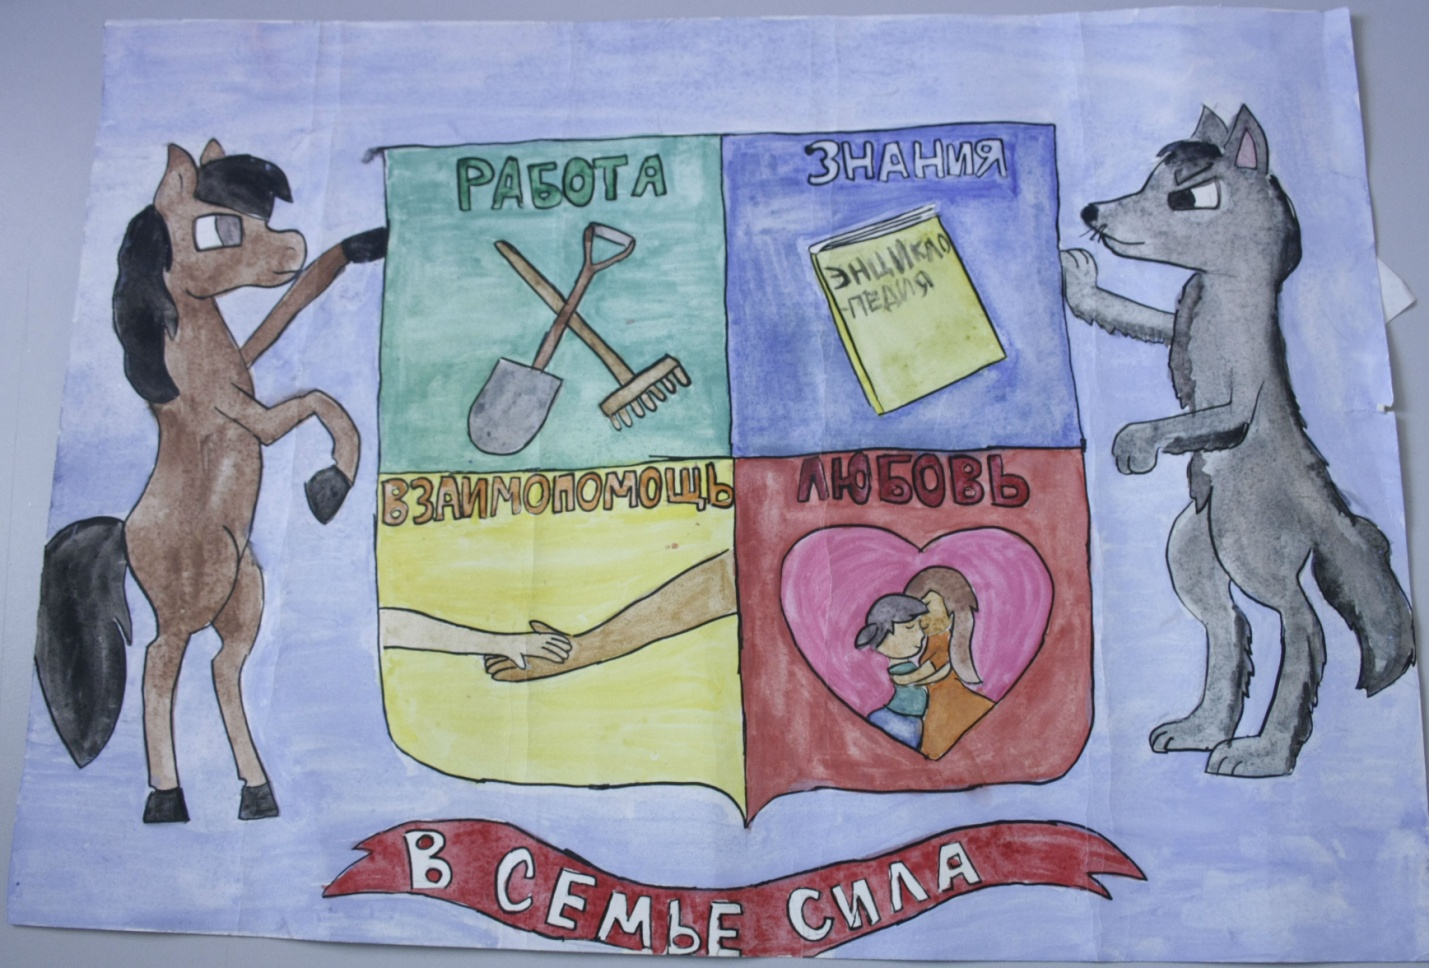 РАБОТА
ЗНАНИЯ
ЭНЦИКЛО
-ПЕДИЯ
ВЗАИМОПОМОЩЬ
ЛЮБОВЬ
В СЕМЬЕ СИЛА